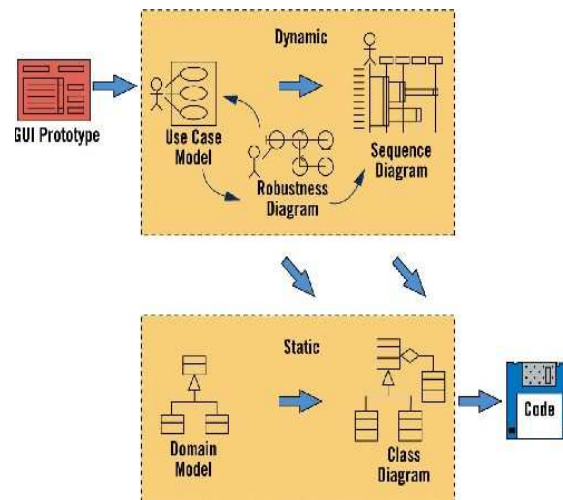 Dynamic
GUI Prototype
Use Case
Model
Robustness
Diagram
Sequence
Diagram
Static
Domain
Model
Class
Diagram
Code